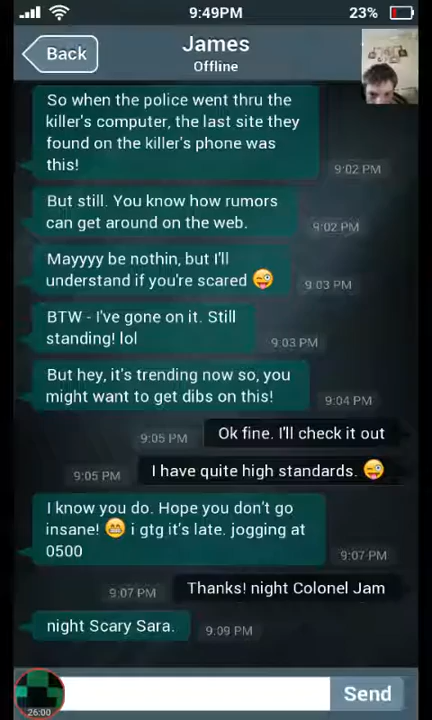 9:49PM
23%
Back
James
Offline
So when the police went thru the
killer's computer, the last site they
found on the killer's phone was
this!
9:02 PM
But still. You know how rumors
can get around on the web.
9:02 PM
Mayyyy be nothin, but I'll
understand if you're scared 😜
9:03 PM
BTW - I've gone on it. Still
standing! lol
9:03 PM
But hey, it's trending now so, you
might want to get dibs on this!
9:04 PM
9:05 PM Ok fine. I'll check it out
9:05 PM I have quite high standards. 😜
I know you do. Hope you don't go
insane! 😁 i gtg it's late. jogging at
0500
9:07 PM
9:07 PM Thanks! night Colonel Jam
night Scary Sara. 9:09 PM
26:00
Send